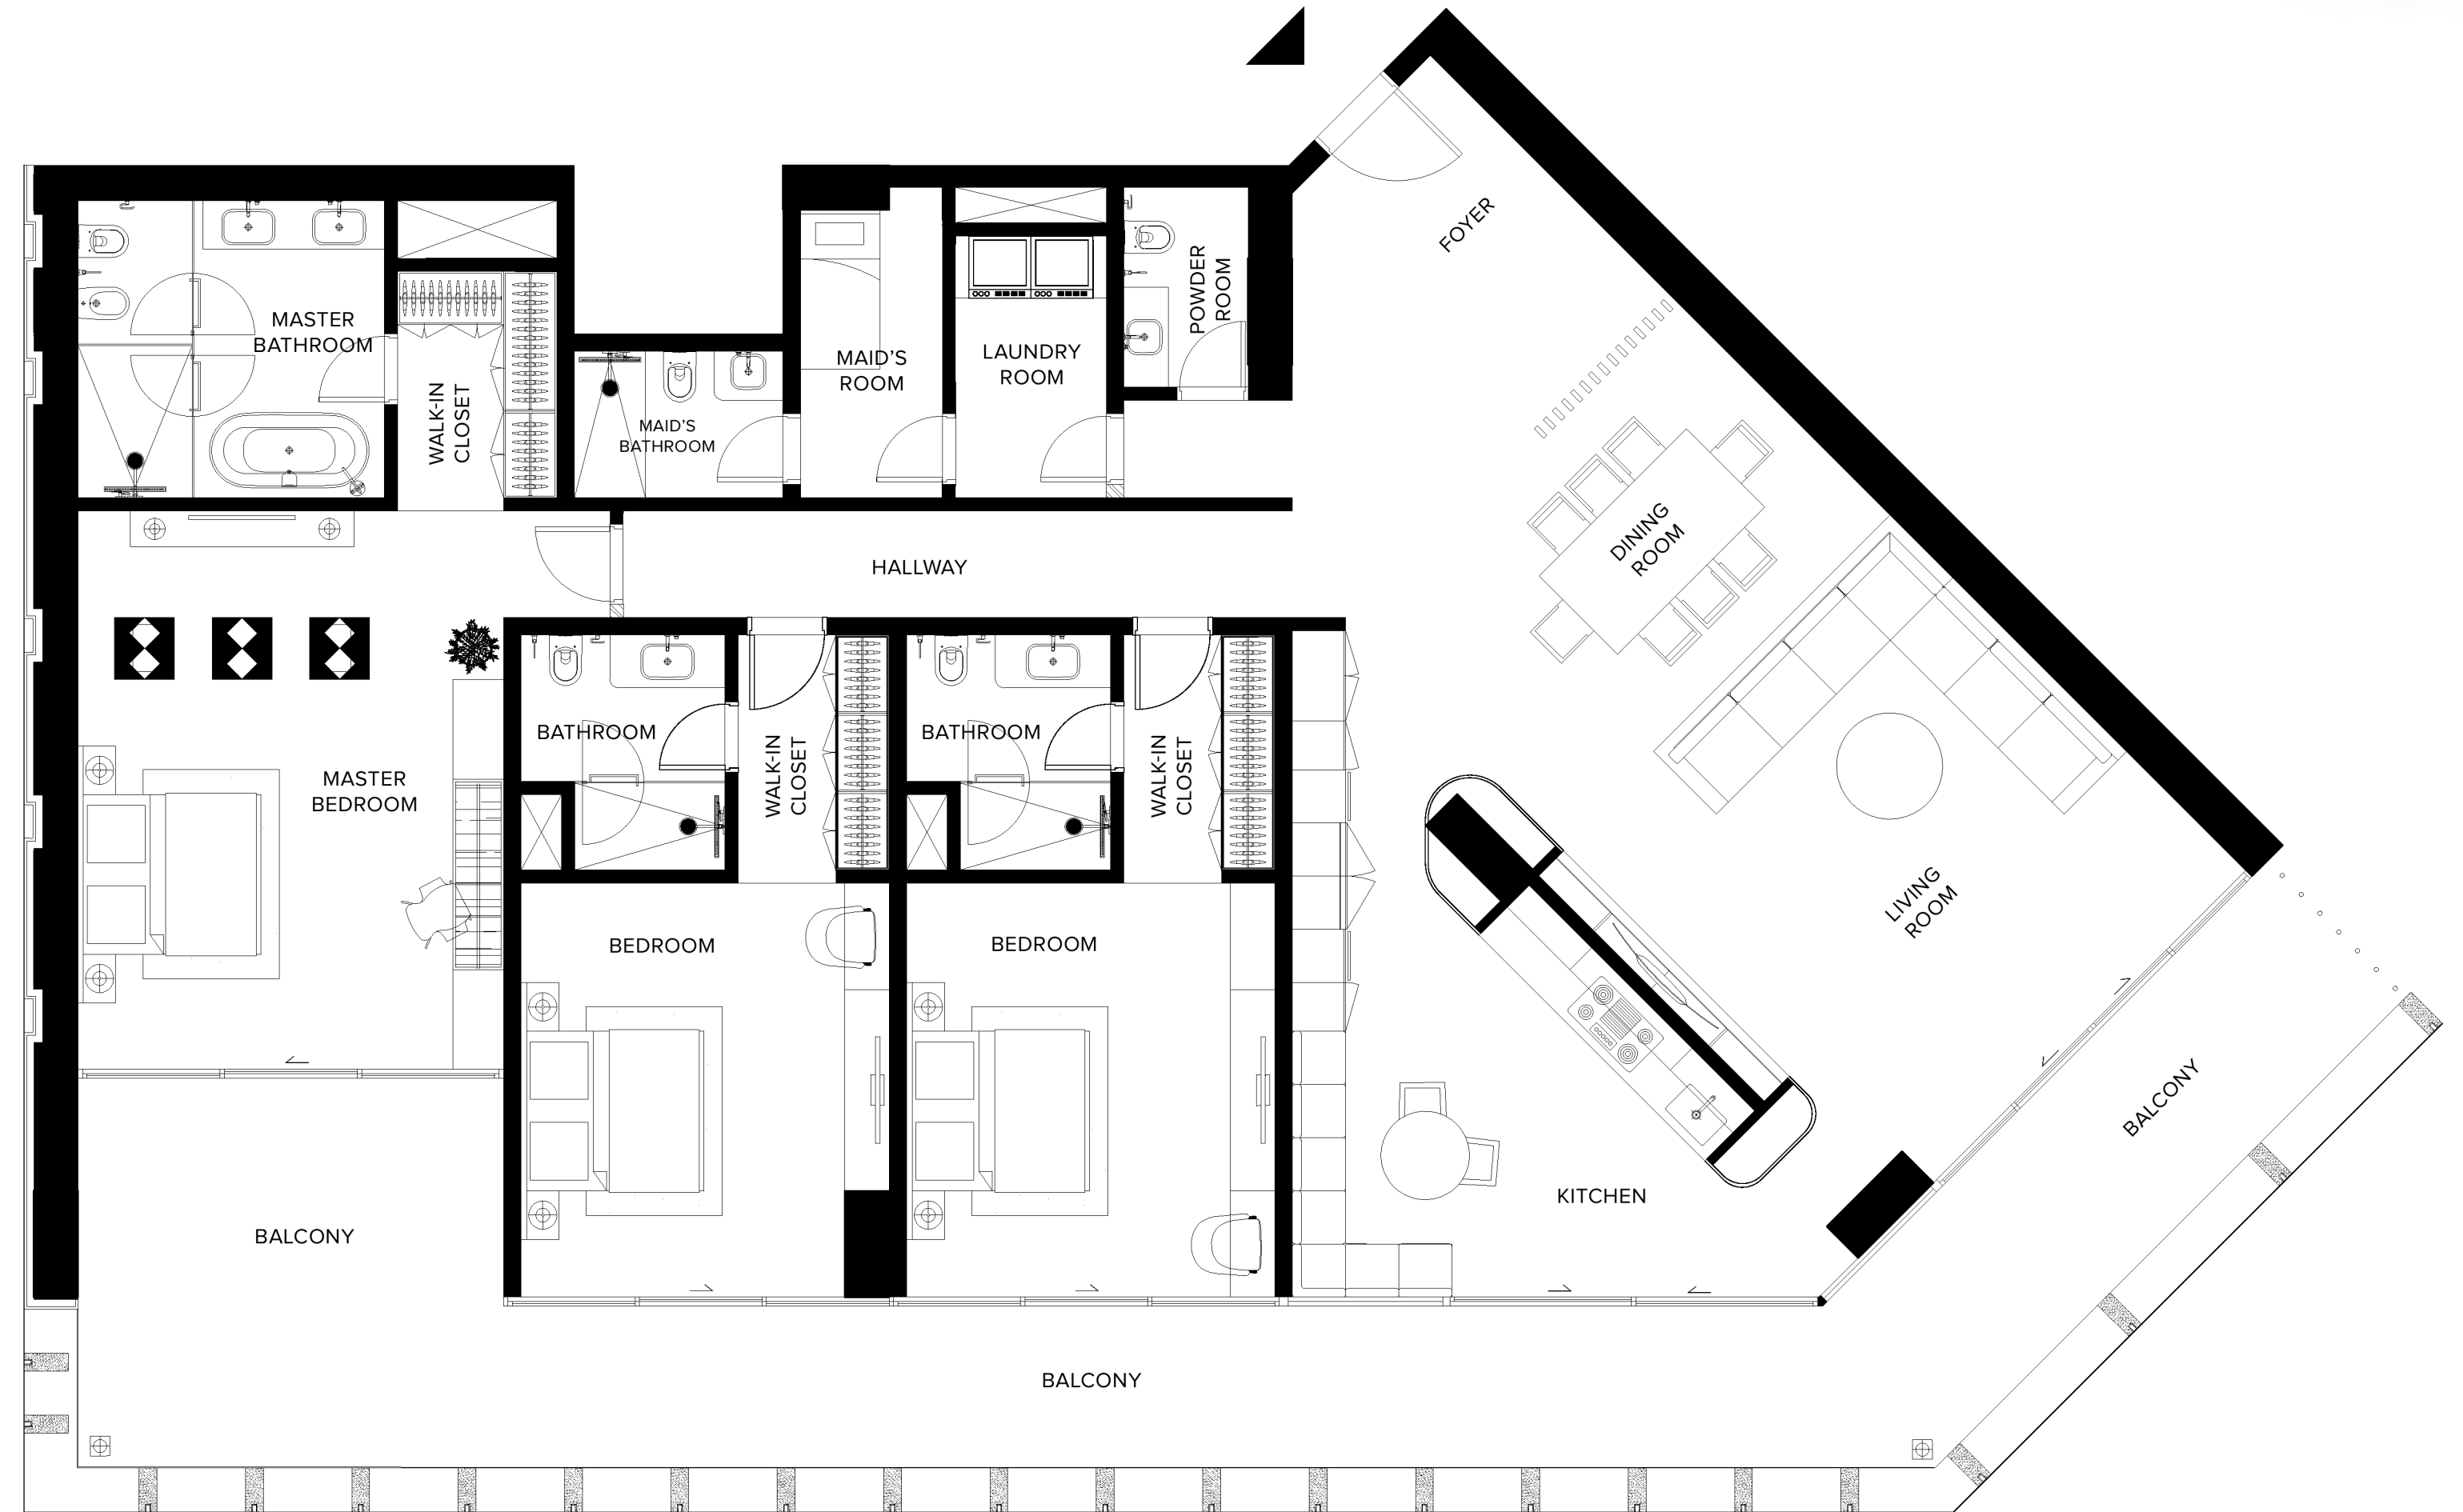 FOYER
POWDER
ROOM
MASTER
BATHROOM
MAID'S
ROOM
LAUNDRY
ROOM
WALK-IN
CLOSET
MAID'S
BATHROOM
DINING
ROOM
HALLWAY
BATHROOM
BATHROOM
WALK-IN
CLOSET
WALK-IN
CLOSET
MASTER
BEDROOM
LIVING
ROOM
BEDROOM
BEDROOM
BALCONY
KITCHEN
BALCONY
BALCONY